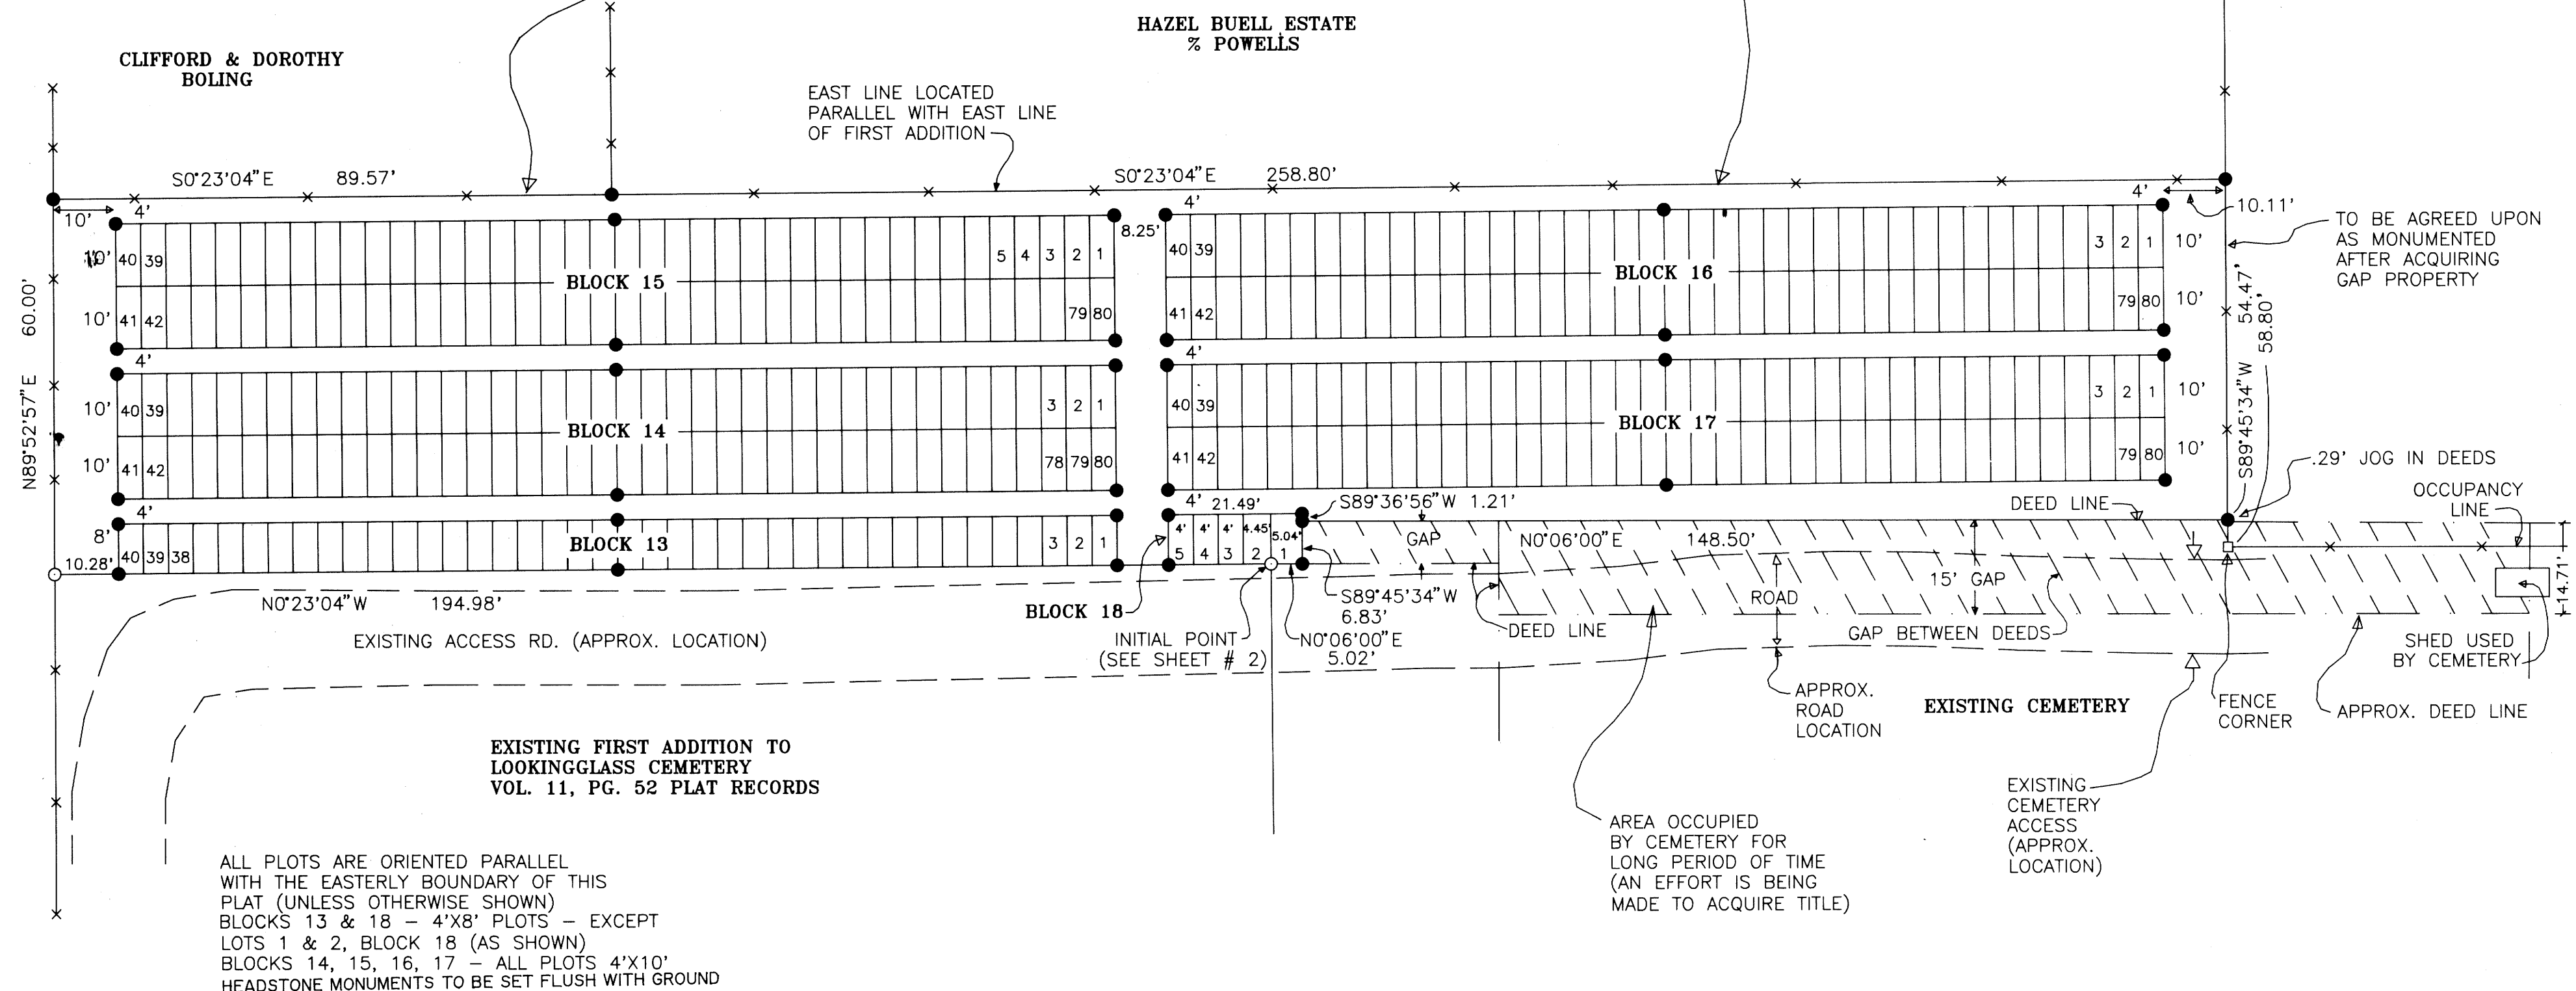 HAZEL BUELL ESTATE
% POWELLS
CLIFFORD & DOROTHY
BOLING
EAST LINE LOCATED
PARALLEL WITH EAST LINE
OF FIRST ADDITION
S0°23'04"E 89.57'
S0°23'04"E 258.80'
10'
4'
8.25'
4'
4'
10.11'
TO BE AGREED UPON
AS MONUMENTED
AFTER ACQUIRING
GAP PROPERTY
N89°52'57"E 60.00'
10'
40 39
5 4 3 2 1
BLOCK 15
10'
41 42
79 80
40 39
3 2 1
10'
BLOCK 16
41 42
79 80
10'
S89°45'34"W 54.47'
58.80'
4'
10'
40 39
3 2 1
BLOCK 14
10'
41 42
78 79 80
4'
40 39
3 2 1
10'
BLOCK 17
41 42
79 80
10'
4'
8'
10.28'
40 39 38
BLOCK 13
3 2 1
4' 21.49'
4' 4' 4' 4.45' 5.04'
5 4 3 2 1
BLOCK 18
S89°36'56"W 1.21'
GAP
N0°06'00"E 148.50'
DEED LINE
.29' JOG IN DEEDS
OCCUPANCY
LINE
15' GAP
ROAD
14.71'
N0°23'04"W 194.98'
EXISTING ACCESS RD. (APPROX. LOCATION)
INITIAL POINT
(SEE SHEET # 2)
S89°45'34"W
6.83'
N0°06'00"E
5.02'
DEED LINE
GAP BETWEEN DEEDS
SHED USED
BY CEMETERY
APPROX.
ROAD
LOCATION
EXISTING CEMETERY
FENCE
CORNER
APPROX. DEED LINE
EXISTING FIRST ADDITION TO
LOOKINGGLASS CEMETERY
VOL. 11, PG. 52 PLAT RECORDS
EXISTING
CEMETERY
ACCESS
(APPROX.
LOCATION)
AREA OCCUPIED
BY CEMETERY FOR
LONG PERIOD OF TIME
(AN EFFORT IS BEING
MADE TO ACQUIRE TITLE)
ALL PLOTS ARE ORIENTED PARALLEL
WITH THE EASTERLY BOUNDARY OF THIS
PLAT (UNLESS OTHERWISE SHOWN)
BLOCKS 13 & 18 – 4'X8' PLOTS – EXCEPT
LOTS 1 & 2, BLOCK 18 (AS SHOWN)
BLOCKS 14, 15, 16, 17 – ALL PLOTS 4'X10'
HEADSTONE MONUMENTS TO BE SET FLUSH WITH GROUND